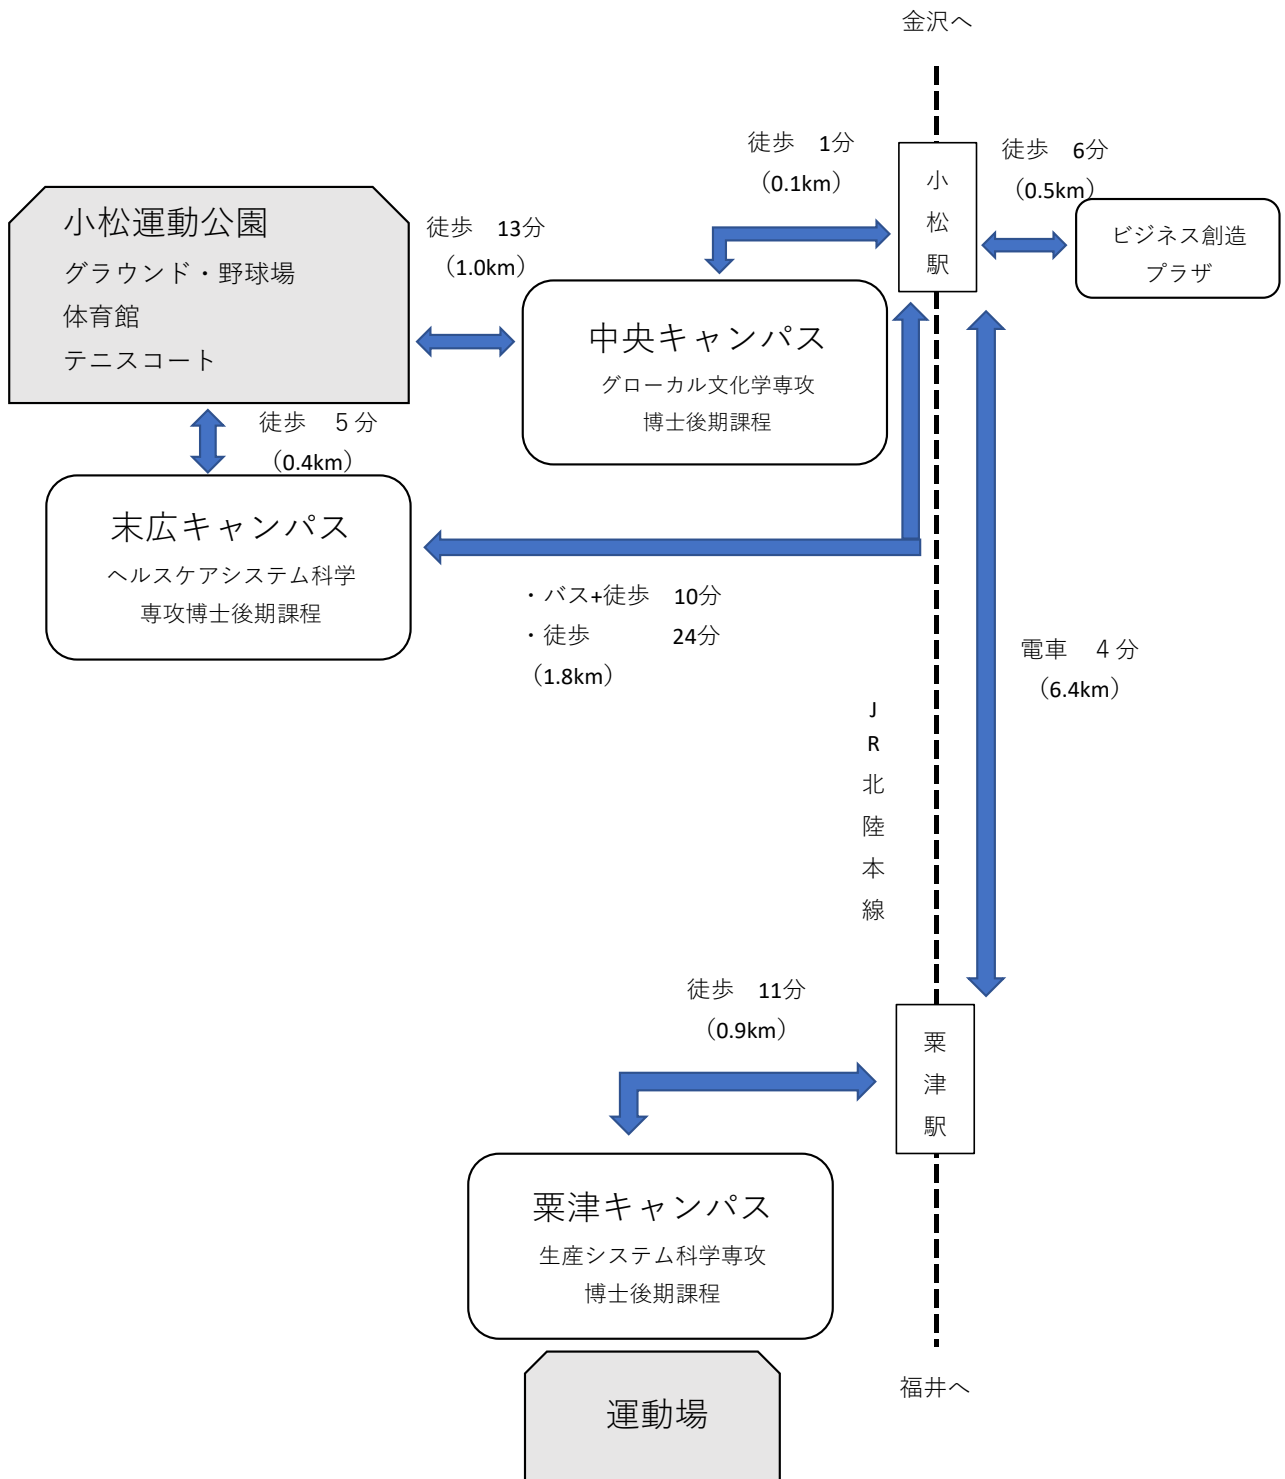 金沢へ
徒歩　1分
（0.1km）
小松駅
徒歩　6分
（0.5km）
ビジネス創造
プラザ
小松運動公園
グラウンド・野球場
体育館
テニスコート
徒歩　13分
（1.0km）
中央キャンパス
グローカル文化学専攻
博士後期課程
徒歩　５分
（0.4km）
末広キャンパス
ヘルスケアシステム科学
専攻博士後期課程
・バス+徒歩　10分
・徒歩　　　　24分
（1.8km）
電車　４分
（6.4km）
JR北陸本線
徒歩　11分
（0.9km）
粟津駅
粟津キャンパス
生産システム科学専攻
博士後期課程
福井へ
運動場